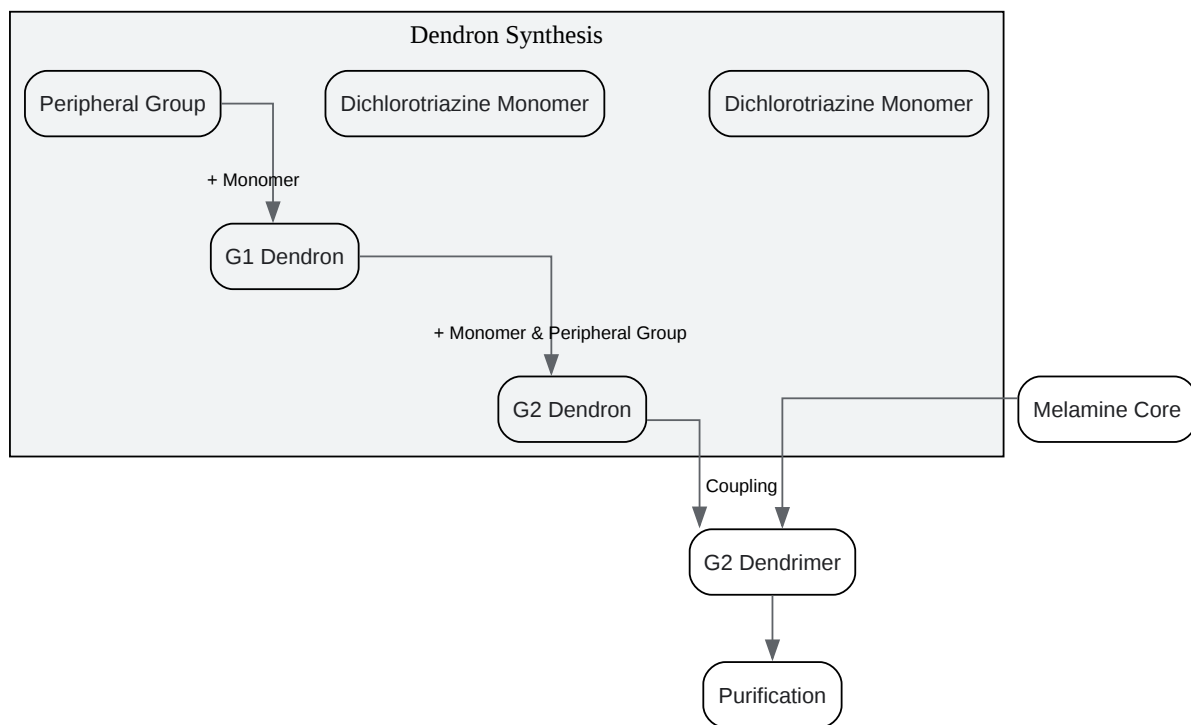 Dendron Synthesis
Peripheral Group
Dichlorotriazine Monomer
Dichlorotriazine Monomer
+ Monomer
G1 Dendron
+ Monomer & Peripheral Group
G2 Dendron
Melamine Core
Coupling
G2 Dendrimer
Purification